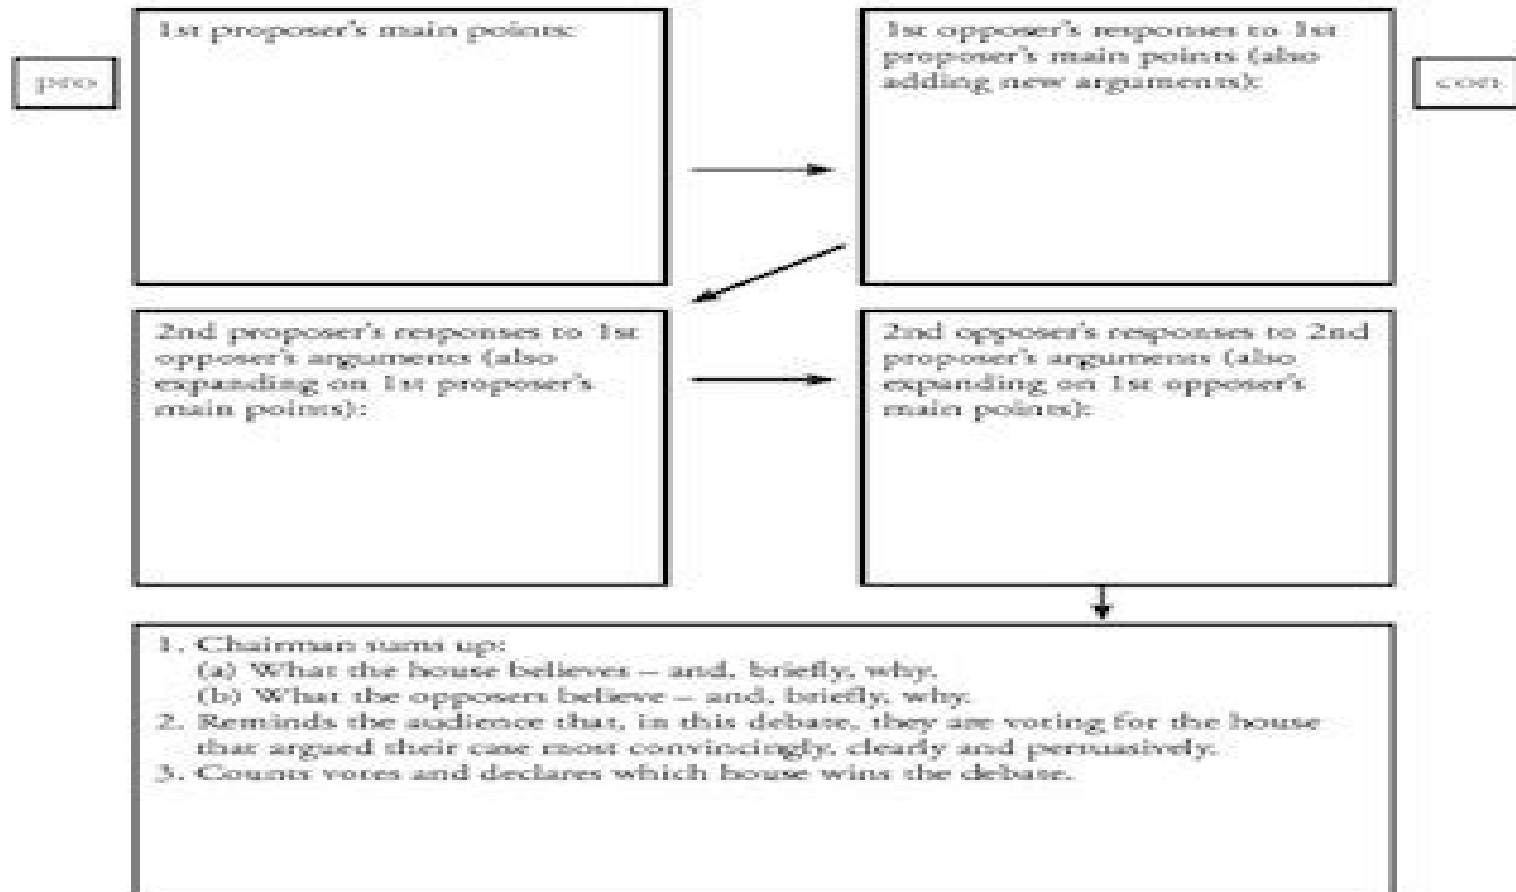 pro
1st proposer's main points:
1st opposer's responses to 1st
proposer's main points (also
adding new arguments):
con
2nd proposer's responses to 1st
opposer's arguments (also
expanding on 1st proposer's
main points):
2nd opposer's responses to 2nd
proposer's arguments (also
expanding on 1st opposer's
main points):
1. Chairman sums up:
(a) What the house believes – and, briefly, why.
(b) What the opposers believe – and, briefly, why.
2. Reminds the audience that, in this debate, they are voting for the house
that argued their case most convincingly, clearly and persuasively.
3. Counts votes and declares which house wins the debate.